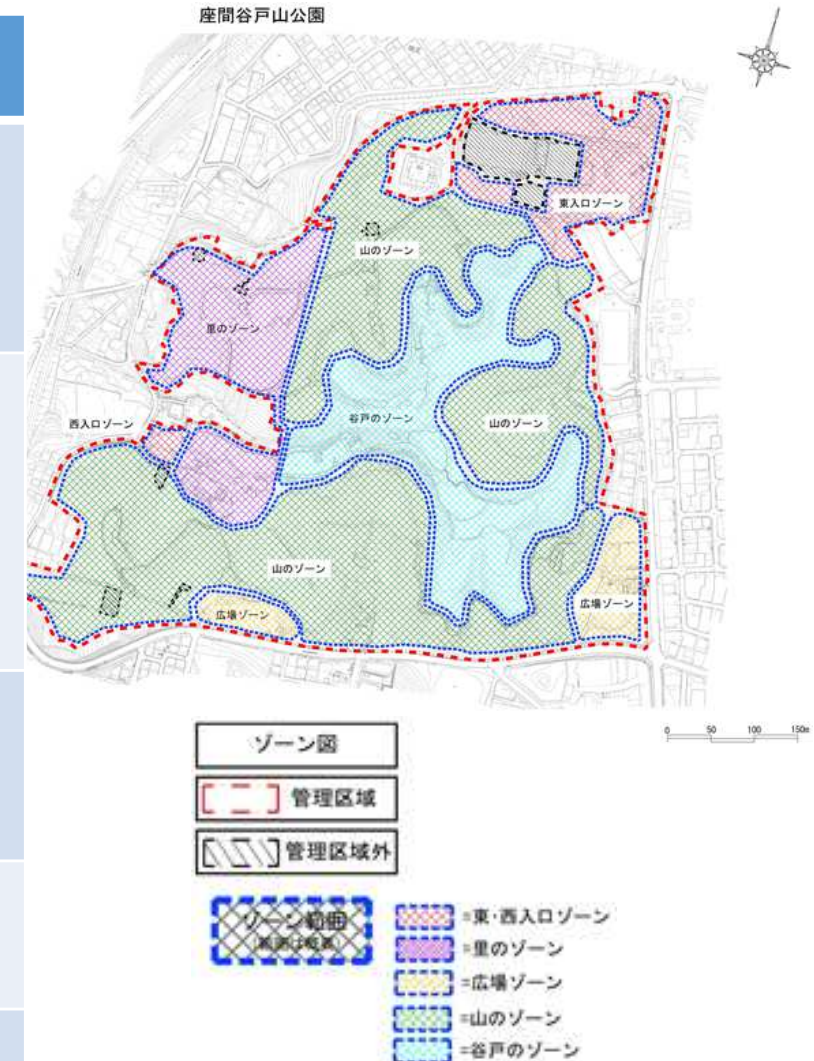 座間谷戸山公園
東入口ゾーン
山のゾーン
里のゾーン
西入口ゾーン
谷戸のゾーン
山のゾーン
山のゾーン
広場ゾーン
広場ゾーン
0 50 100 150m
ゾーン図
管理区域
管理区域外
ゾーン範囲
=東・西入口ゾーン
=里のゾーン
=広場ゾーン
=山のゾーン
=谷戸のゾーン